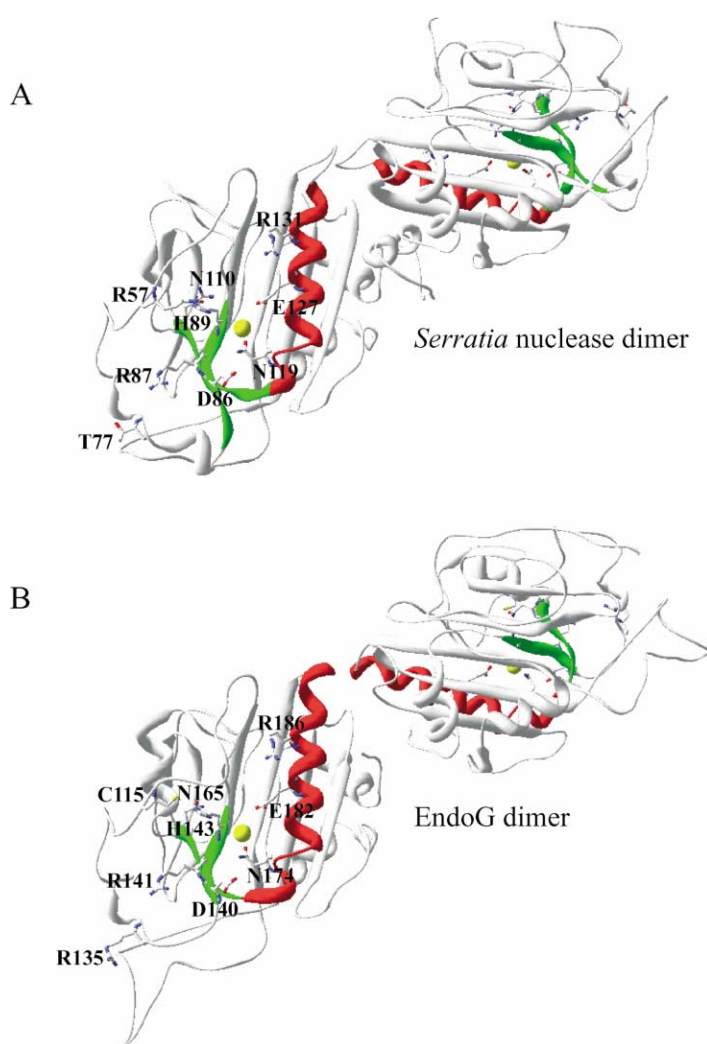 A
R131
N110
R57
E127
H89
Serratia nuclease dimer
R87
N119
D86
T77
B
R186
C115
N165
E182
H143
EndoG dimer
R141
N174
D140
R135